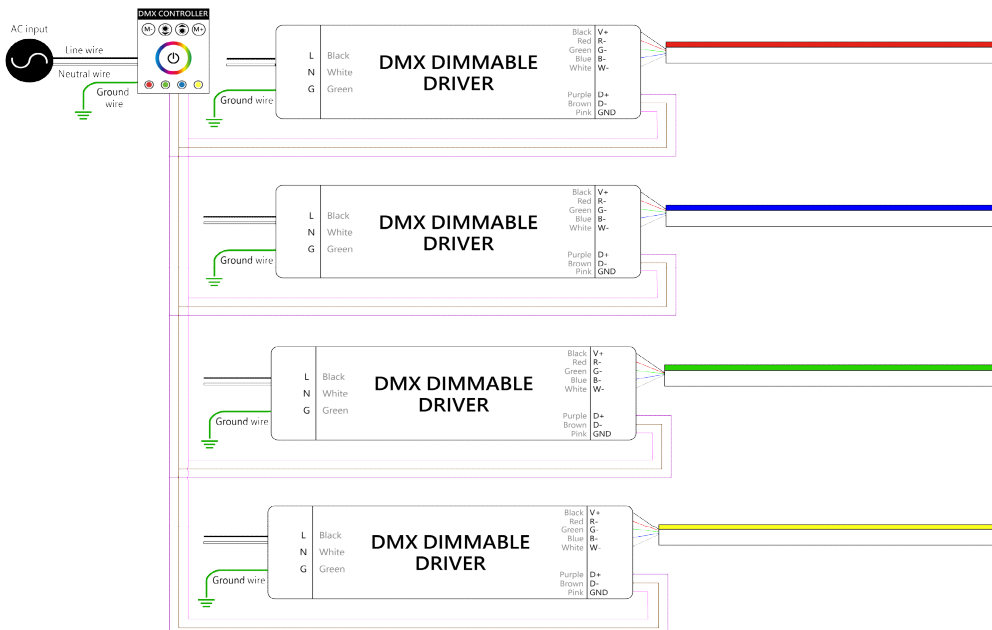 DMX CONTROLLER
M- M+
AC input
Line wire
Neutral wire
Ground
wire
L Black
N White
G Green
Ground wire
DMX DIMMABLE
DRIVER
Black V+
Red R-
Green G-
Blue B-
White W-
Purple D+
Brown D-
Pink GND
L Black
N White
G Green
Ground wire
DMX DIMMABLE
DRIVER
Black V+
Red R-
Green G-
Blue B-
White W-
Purple D+
Brown D-
Pink GND
L Black
N White
G Green
Ground wire
DMX DIMMABLE
DRIVER
Black V+
Red R-
Green G-
Blue B-
White W-
Purple D+
Brown D-
Pink GND
L Black
N White
G Green
Ground wire
DMX DIMMABLE
DRIVER
Black V+
Red R-
Green G-
Blue B-
White W-
Purple D+
Brown D-
Pink GND